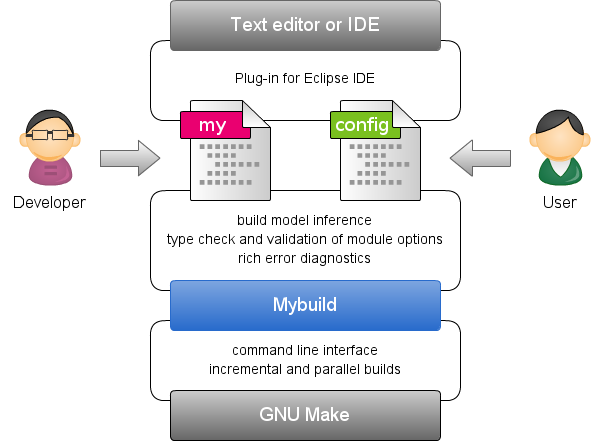 Text editor or IDE
Plug-in for Eclipse IDE
my
config
Developer
User
build model inference
type check and validation of module options
rich error diagnostics
Mybuild
command line interface
incremental and parallel builds
GNU Make